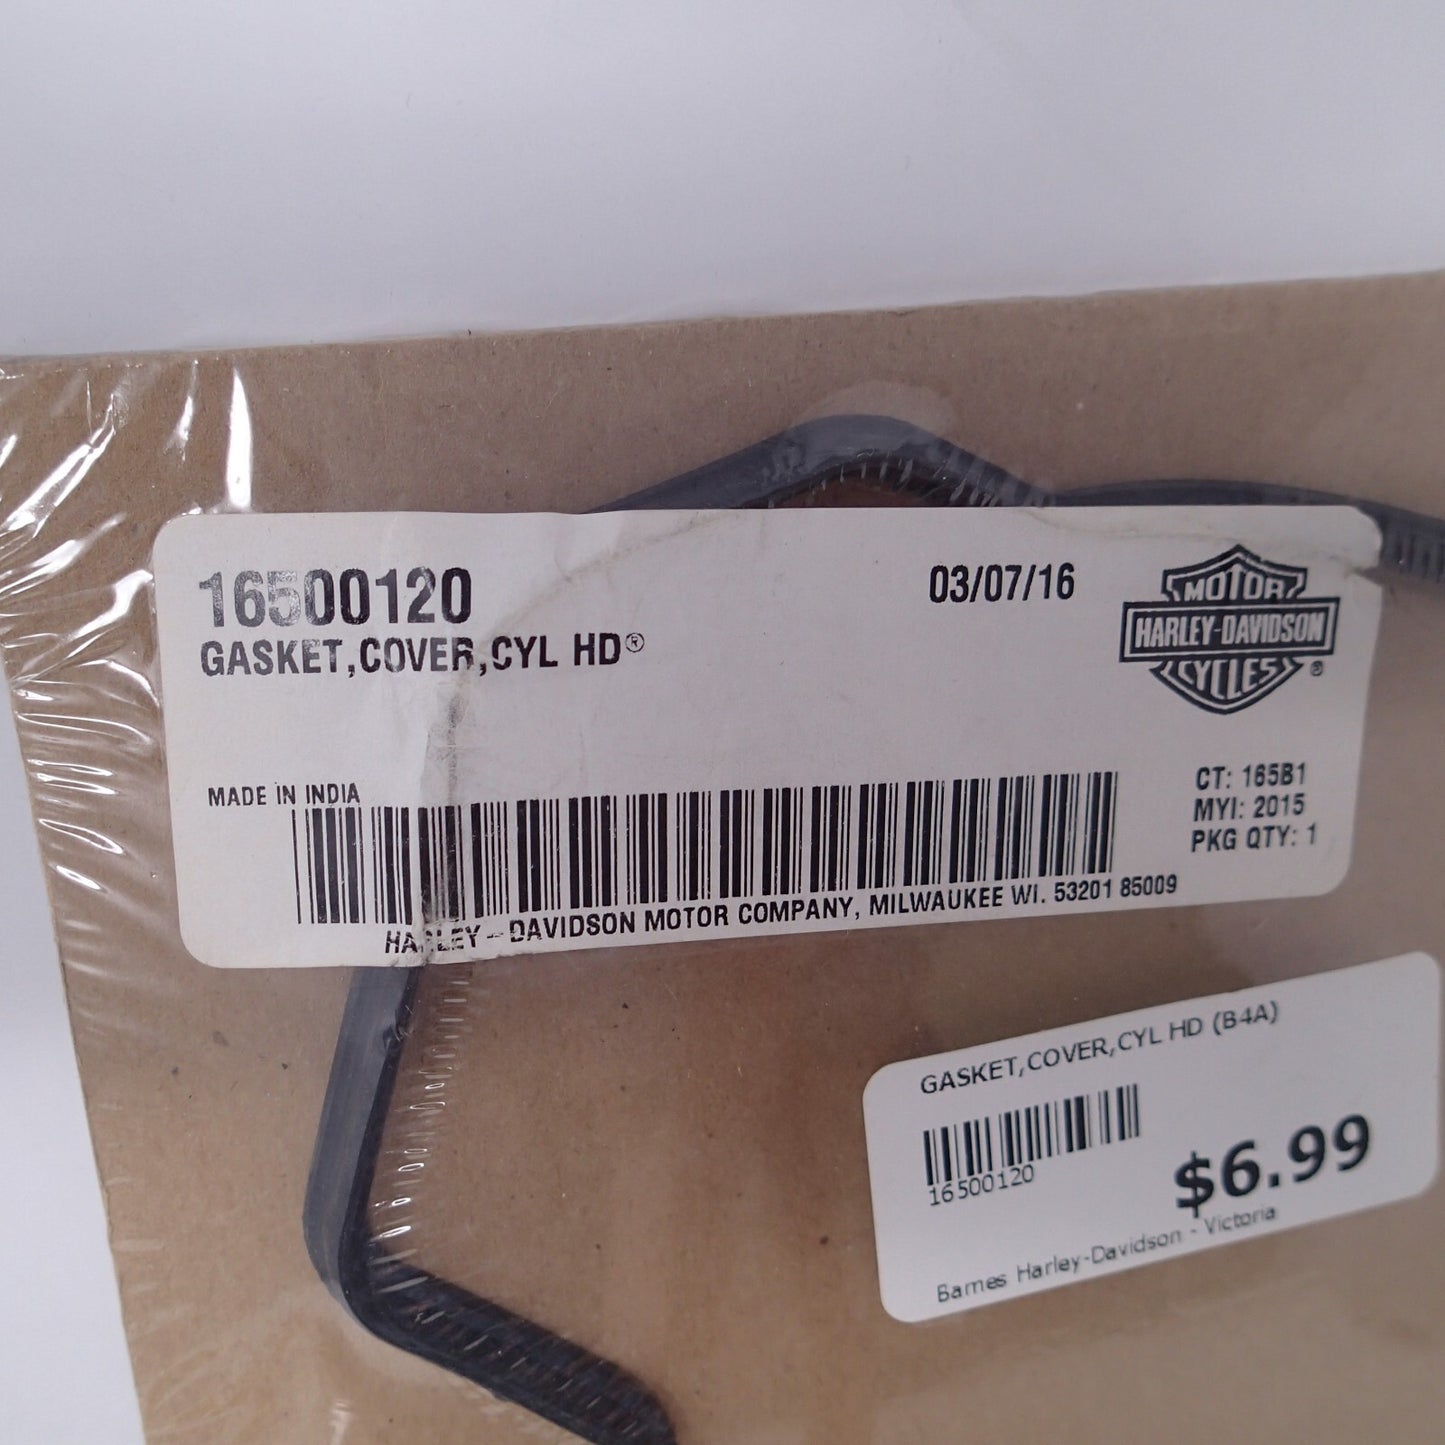 16500120
GASKET,COVER,CYL HD®
03/07/16
MOTOR
HARLEY-DAVIDSON
CYCLES
®
MADE IN INDIA
CT: 165B1
MYI: 2015
PKG QTY: 1
HARLEY-DAVIDSON MOTOR COMPANY, MILWAUKEE WI. 53201 85009
GASKET,COVER,CYL HD (B4A)
16500120
$6.99
Barnes Harley-Davidson - Victoria